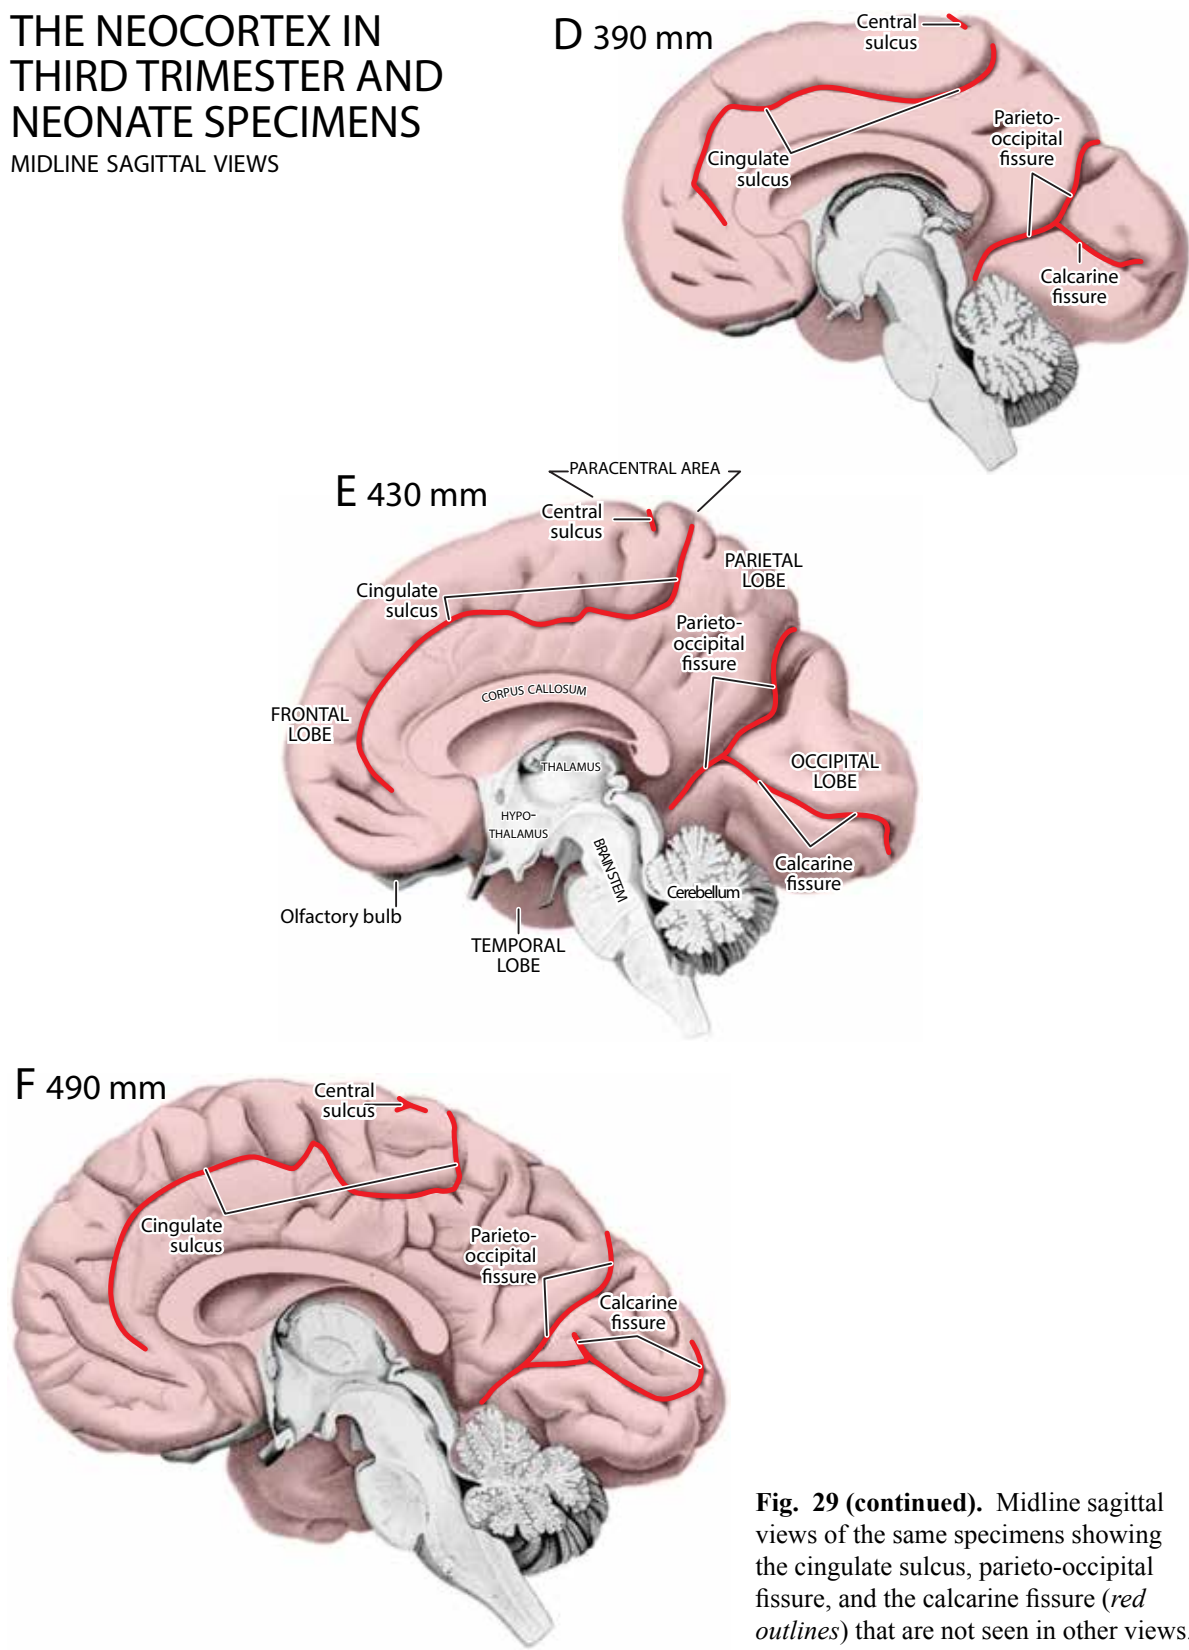 THE NEOCORTEX IN
THIRD TRIMESTER AND
NEONATE SPECIMENS
MIDLINE SAGITTAL VIEWS
D 390 mm
Central
sulcus
Cingulate
sulcus
Parieto-
occipital
fissure
Calcarine
fissure
E 430 mm
PARACENTRAL AREA
Central
sulcus
Cingulate
sulcus
PARIETAL
LOBE
Parieto-
occipital
fissure
CORPUS CALLOSUM
FRONTAL
LOBE
THALAMUS
OCCIPITAL
LOBE
HYPO-
THALAMUS
BRAIN STEM
Cerebellum
Calcarine
fissure
Olfactory bulb
TEMPORAL
LOBE
F 490 mm
Central
sulcus
Cingulate
sulcus
Parieto-
occipital
fissure
Calcarine
fissure
Fig. 29 (continued). Midline sagittal
views of the same specimens showing
the cingulate sulcus, parieto-occipital
fissure, and the calcarine fissure (red
outlines) that are not seen in other views.